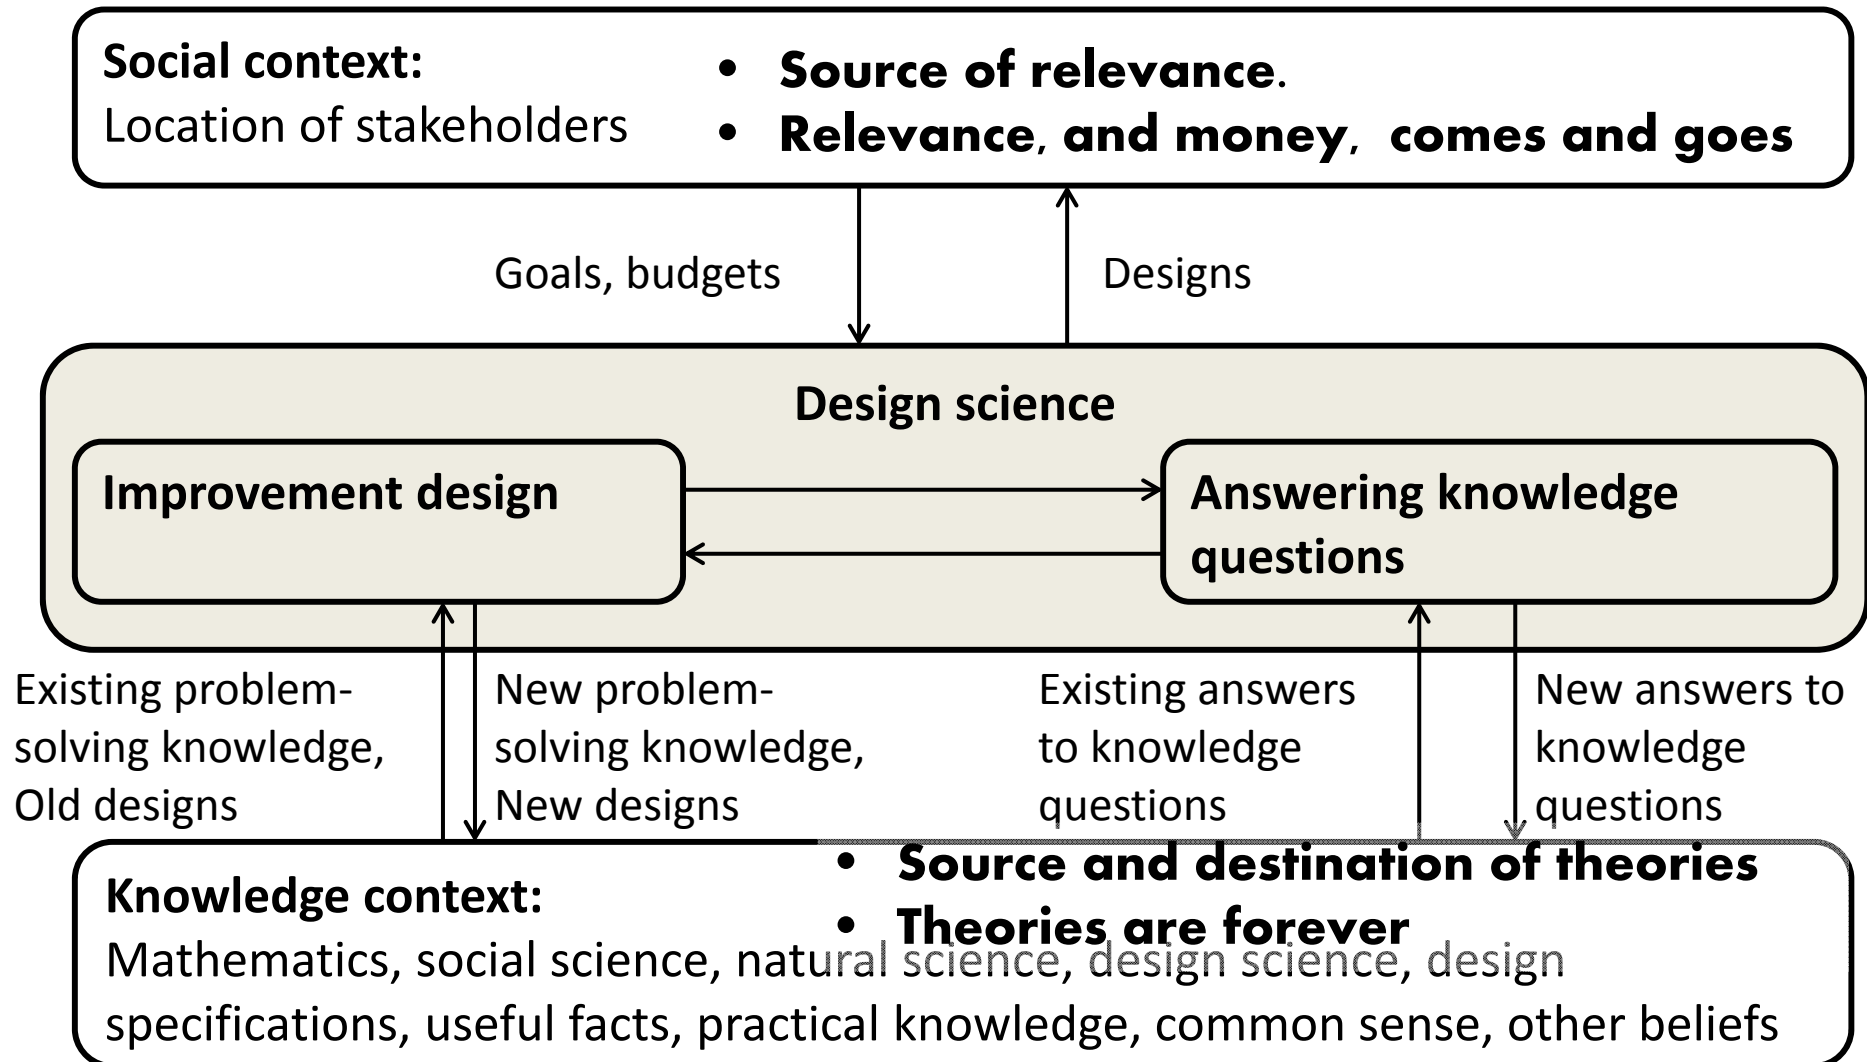 Social context:
Location of stakeholders
• Source of relevance.
• Relevance, and money, comes and goes
Goals, budgets
Designs
Design science
Improvement design
Answering knowledge
questions
Existing problem-
solving knowledge,
Old designs
New problem-
solving knowledge,
New designs
Existing answers
to knowledge
questions
New answers to
knowledge
questions
• Source and destination of theories
• Theories are forever
Knowledge context:
Mathematics, social science, natural science, design science, design
specifications, useful facts, practical knowledge, common sense, other beliefs